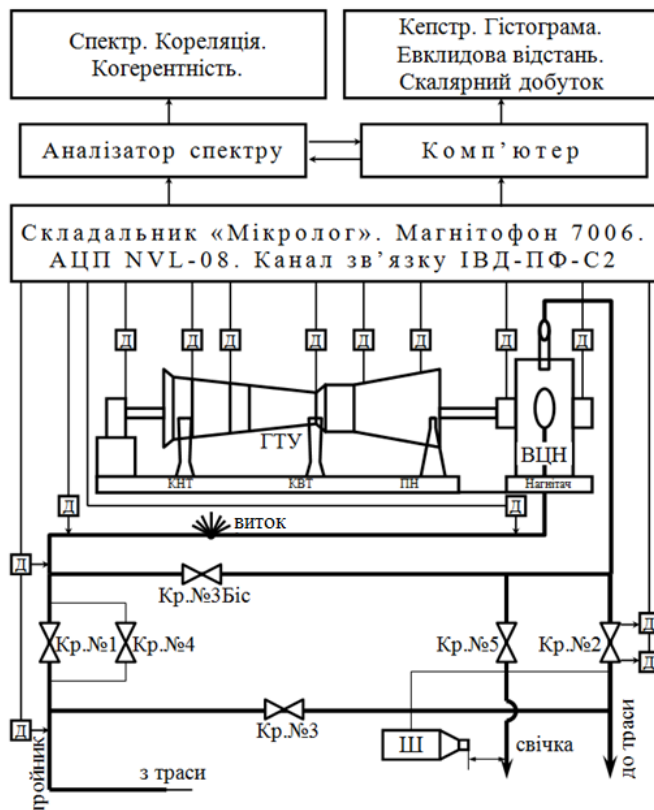 Спектр. Кореляція.
Когерентність.
Кепстр. Гістограма.
Евклидова відстань.
Скалярний добуток
Аналізатор спектру
Комп’ютер
Складальник «Мікролог». Магнітофон 7006.
АЦП NVL-08. Канал зв’язку ІВД-ПФ-С2
Д Д Д Д Д Д Д Д
ГТУ
ВЦН
КНТ КВТ ПН Нагнітач
Д Д
виток
Д
Кр.№3Біс
Кр.№1 Кр.№4 Кр.№5 Кр.№2
Д
Д
Д
Кр.№3
Ш
свічка
до траси
тройник
з траси